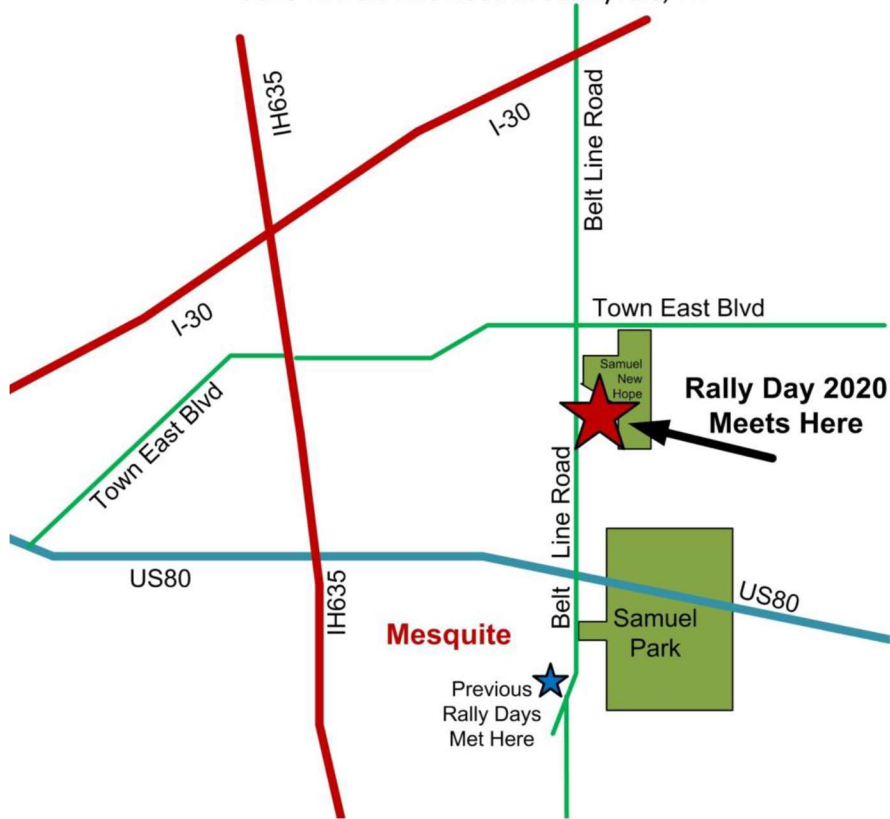 IH635
I-30
Belt Line Road
I-30
Town East Blvd
Samuel
New
Hope
Rally Day 2020
Meets Here
Town East Blvd
Belt Line Road
US80
IH635
US80
Samuel
Park
Mesquite
Previous
Rally Days
Met Here